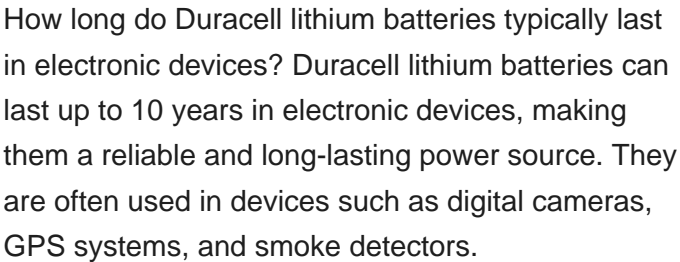 How long do Duracell lithium batteries typically last
in electronic devices? Duracell lithium batteries can
last up to 10 years in electronic devices, making
them a reliable and long-lasting power source. They
are often used in devices such as digital cameras,
GPS systems, and smoke detectors.